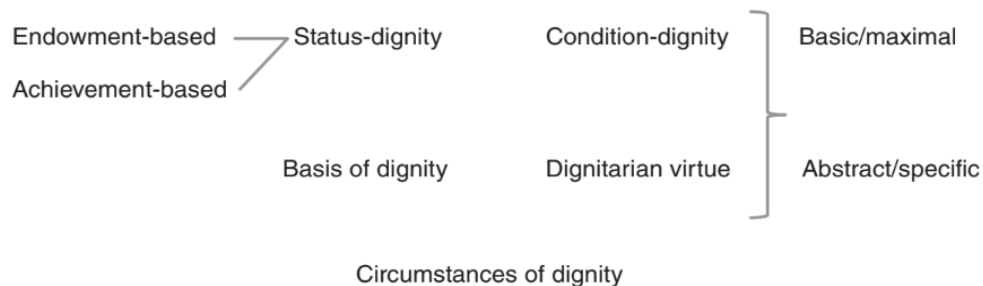 Endowment-based Status-dignity Condition-dignity Basic/maximal
Achievement-based
Basis of dignity Dignitarian virtue Abstract/specific
Circumstances of dignity